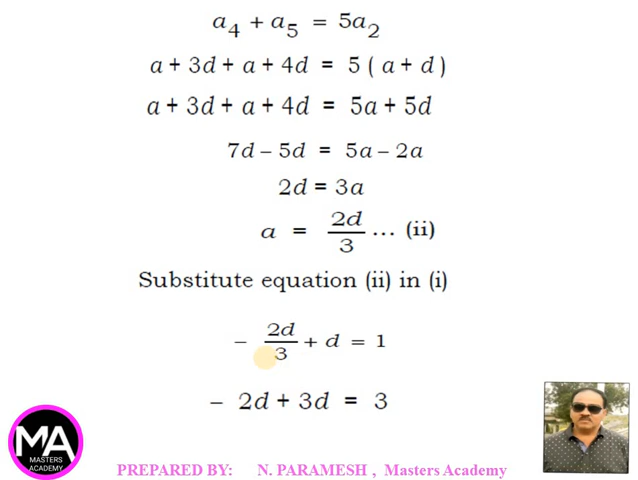 a₄ + a₅ = 5a₂
a + 3d + a + 4d = 5 ( a + d )
a + 3d + a + 4d = 5a + 5d
7d – 5d = 5a – 2a
2d = 3a
a = 2d/3 ... (ii)
Substitute equation (ii) in (i)
– 2d/3 + d = 1
– 2d + 3d = 3
MA
MASTERS
ACADEMY
PREPARED BY: N. PARAMESH , Masters Academy